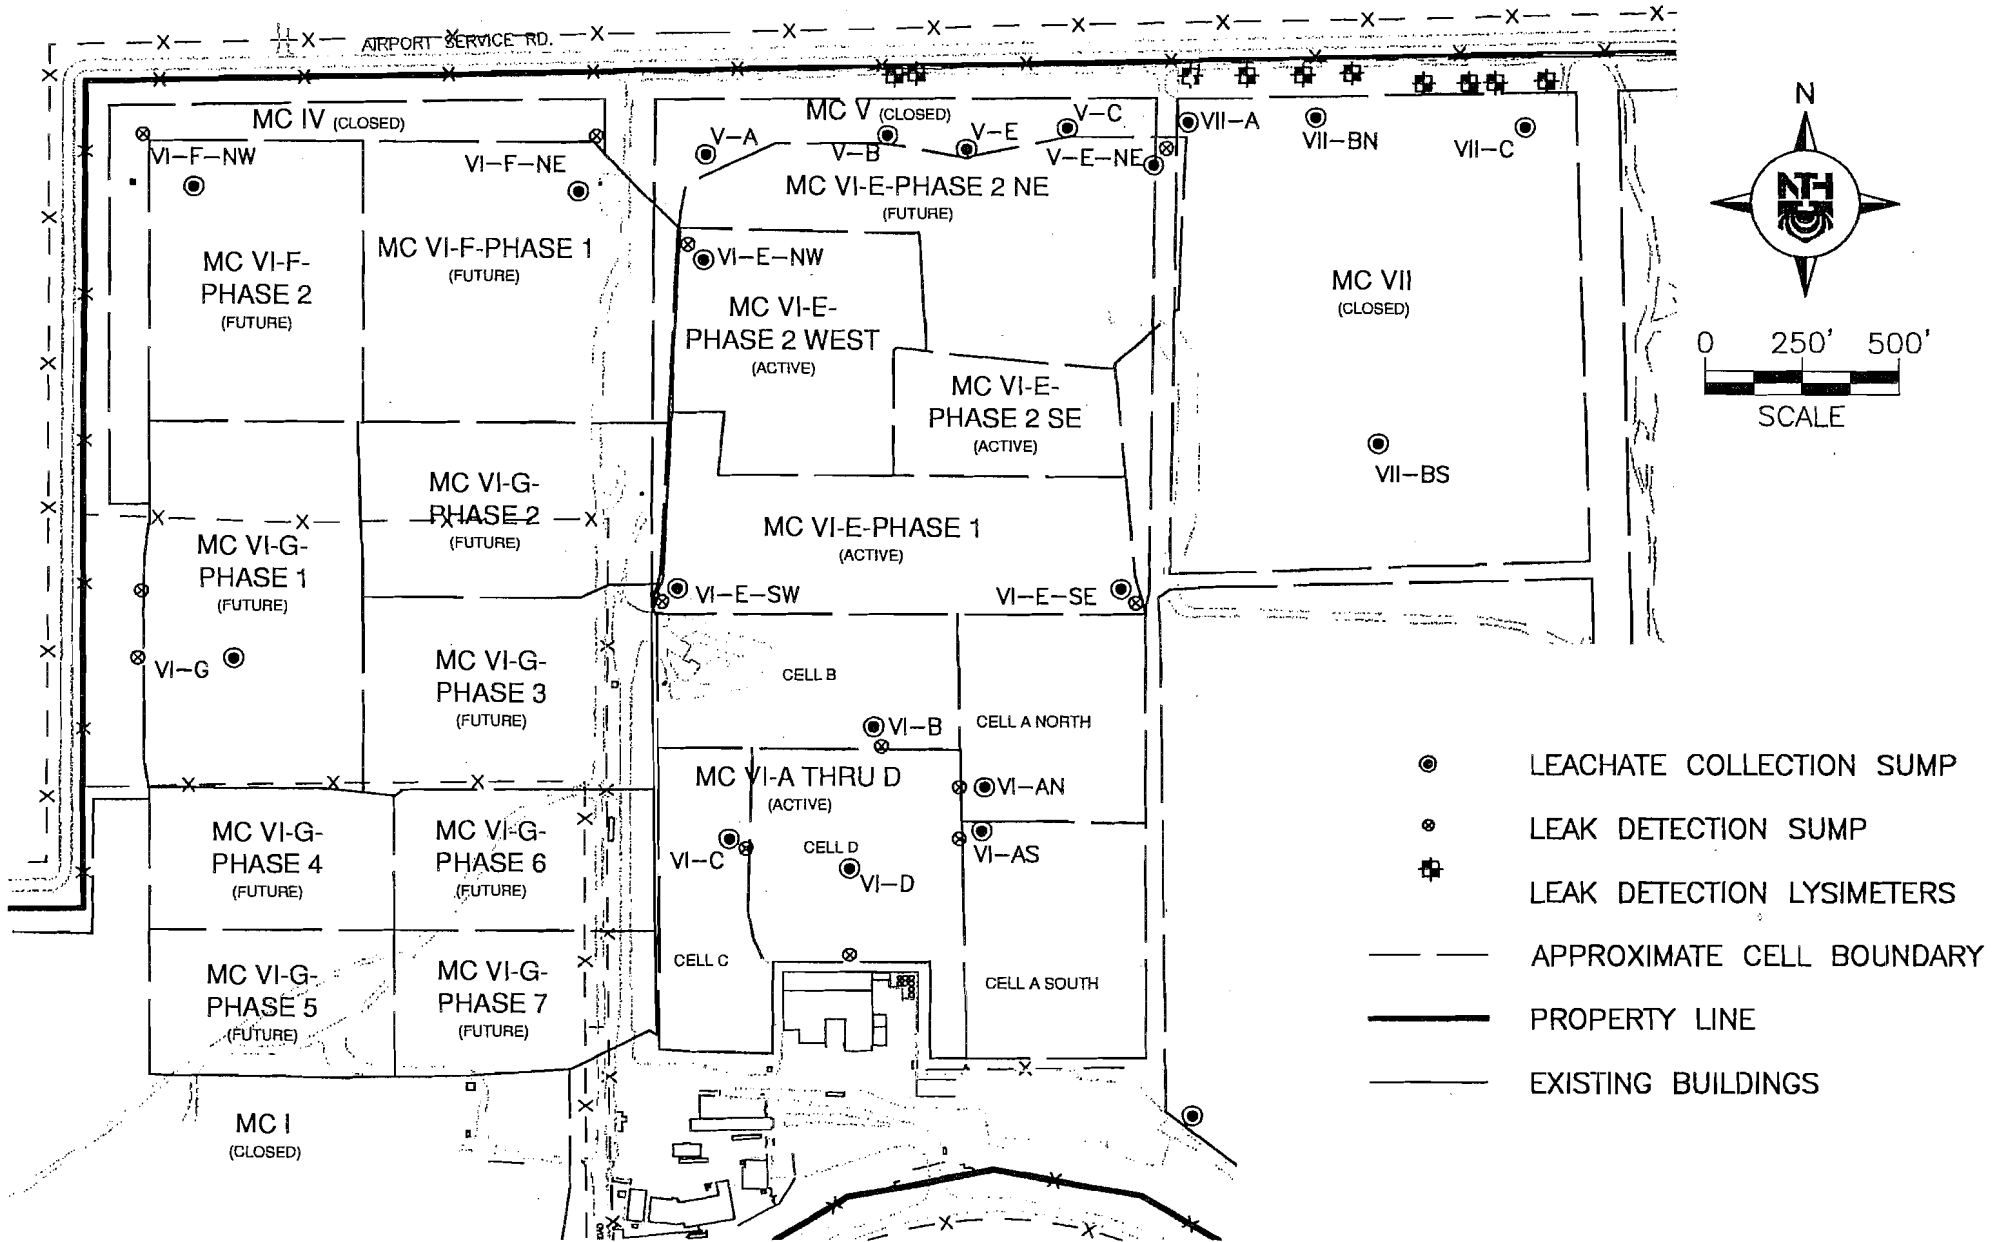 AIRPORT SERVICE RD.
MC IV (CLOSED)
MC V (CLOSED)
V-C
VII-A
V-A
V-B
V-E
V-E-NE
VII-BN
VII-C
N
NTH
VI-F-NW
VI-F-NE
MC VI-E-PHASE 2 NE
(FUTURE)
MC VI-F-
PHASE 2
(FUTURE)
MC VI-F-PHASE 1
(FUTURE)
VI-E-NW
MC VI-E-
PHASE 2 WEST
(ACTIVE)
MC VII
(CLOSED)
0 250' 500'
SCALE
MC VI-E-
PHASE 2 SE
(ACTIVE)
VII-BS
MC VI-G-
PHASE 2
(FUTURE)
MC VI-G-
PHASE 1
(FUTURE)
MC VI-E-PHASE 1
(ACTIVE)
VI-E-SW
VI-E-SE
VI-G
MC VI-G-
PHASE 3
(FUTURE)
CELL B
CELL A NORTH
VI-B
MC VI-A THRU D
(ACTIVE)
VI-AN
VI-C
CELL D
VI-D
VI-AS
MC VI-G-
PHASE 4
(FUTURE)
MC VI-G-
PHASE 6
(FUTURE)
CELL C
CELL A SOUTH
MC VI-G-
PHASE 5
(FUTURE)
MC VI-G-
PHASE 7
(FUTURE)
MC I
(CLOSED)
LEACHATE COLLECTION SUMP
LEAK DETECTION SUMP
LEAK DETECTION LYSIMETERS
APPROXIMATE CELL BOUNDARY
PROPERTY LINE
EXISTING BUILDINGS